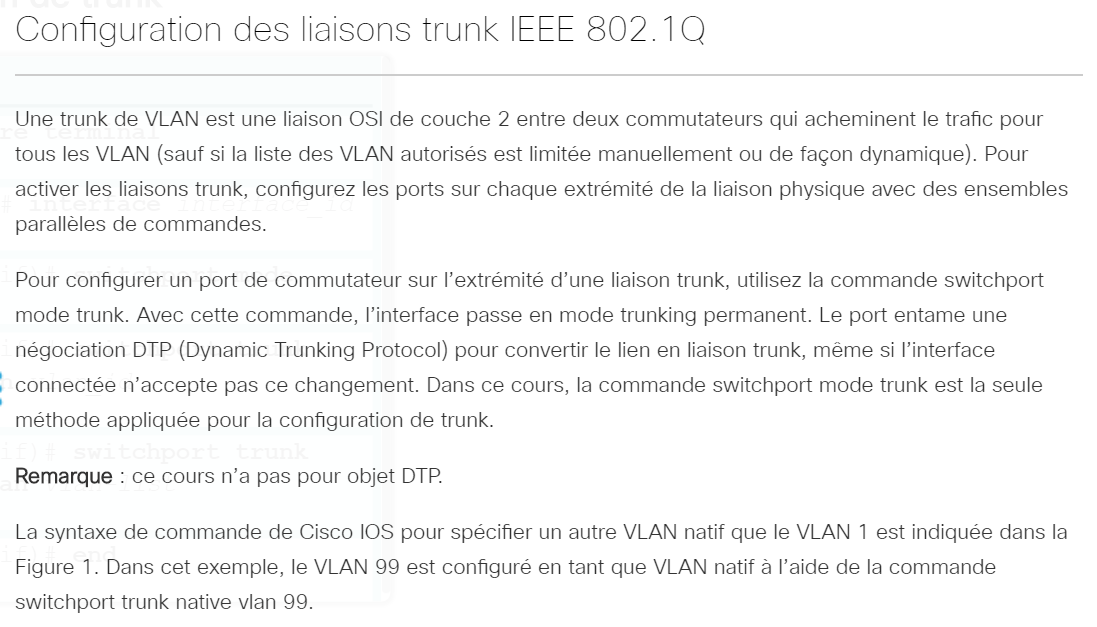 Configuration des liaisons trunk IEEE 802.1Q
Une trunk de VLAN est une liaison OSI de couche 2 entre deux commutateurs qui acheminent le trafic pour
tous les VLAN (sauf si la liste des VLAN autorisés est limitée manuellement ou de façon dynamique). Pour
activer les liaisons trunk, configurez les ports sur chaque extrémité de la liaison physique avec des ensembles
parallèles de commandes.
Pour configurer un port de commutateur sur l'extrémité d'une liaison trunk, utilisez la commande switchport
mode trunk. Avec cette commande, l'interface passe en mode trunking permanent. Le port entame une
négociation DTP (Dynamic Trunking Protocol) pour convertir le lien en liaison trunk, même si l'interface
connectée n'accepte pas ce changement. Dans ce cours, la commande switchport mode trunk est la seule
méthode appliquée pour la configuration de trunk.
Remarque : ce cours n'a pas pour objet DTP.
La syntaxe de commande de Cisco IOS pour spécifier un autre VLAN natif que le VLAN 1 est indiquée dans la
Figure 1. Dans cet exemple, le VLAN 99 est configuré en tant que VLAN natif à l'aide de la commande
switchport trunk native vlan 99.